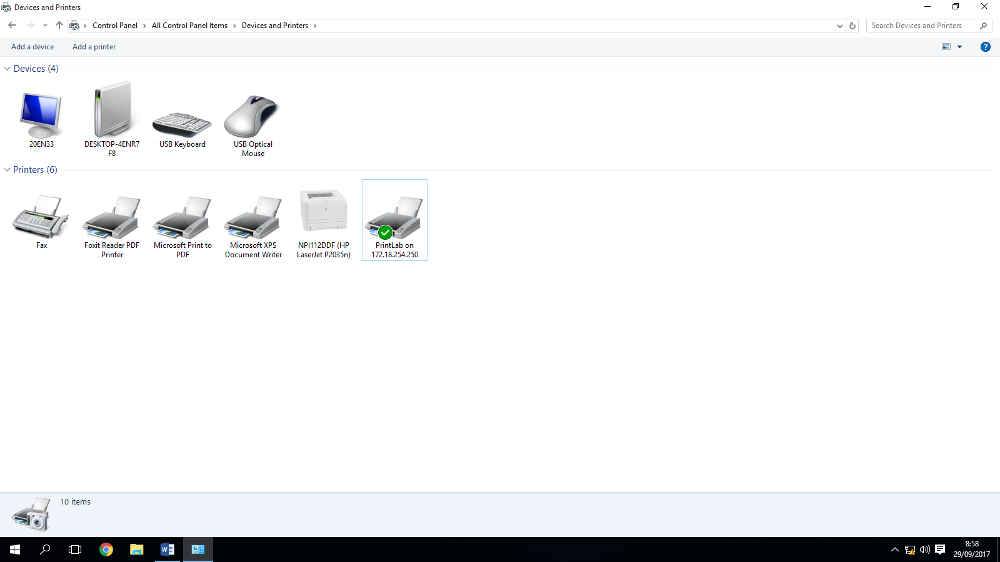 Devices and Printers
Control Panel > All Control Panel Items > Devices and Printers >
Search Devices and Printers
Add a device
Add a printer
?
Devices (4)
20EN33
DESKTOP-4ENR7
F8
USB Keyboard
USB Optical
Mouse
Printers (6)
Fax
Foxit Reader PDF
Printer
Microsoft Print to
PDF
Microsoft XPS
Document Writer
NPI112DDF (HP
LaserJet P2035n)
PrintLab on
172.18.254.250
10 items
8:58
29/09/2017